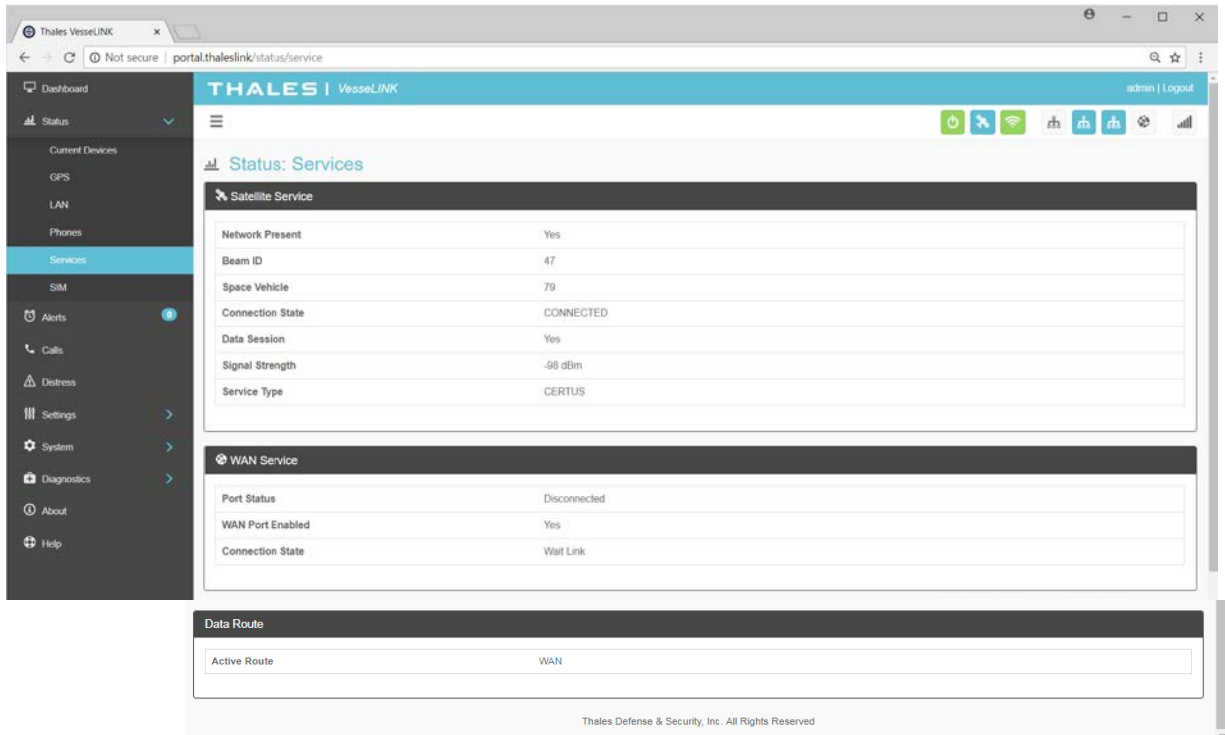 Thales VesseLINK
Not secure | portal.thaleslink/status/service
Dashboard
THALES | VesseLINK
admin | Logout
Status
Current Devices
GPS
LAN
Phones
Services
SIM
Alerts 0
Calls
Distress
Settings
System
Diagnostics
About
Help
Status: Services
Satellite Service
Network Present Yes
Beam ID 47
Space Vehicle 79
Connection State CONNECTED
Data Session Yes
Signal Strength -98 dBm
Service Type CERTUS
WAN Service
Port Status Disconnected
WAN Port Enabled Yes
Connection State Wait Link
Data Route
Active Route WAN
Thales Defense & Security, Inc. All Rights Reserved